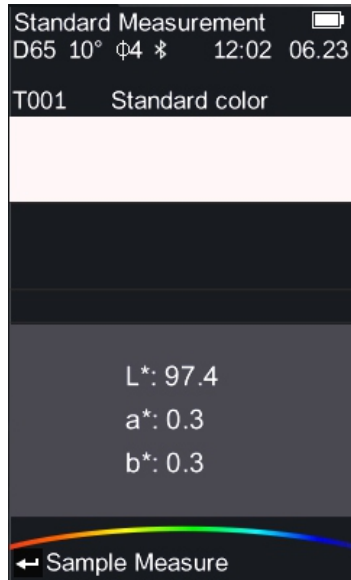 Standard Measurement
D65 10° ϕ4 12:02 06.23
T001 Standard color
L*: 97.4
a*: 0.3
b*: 0.3
Sample Measure